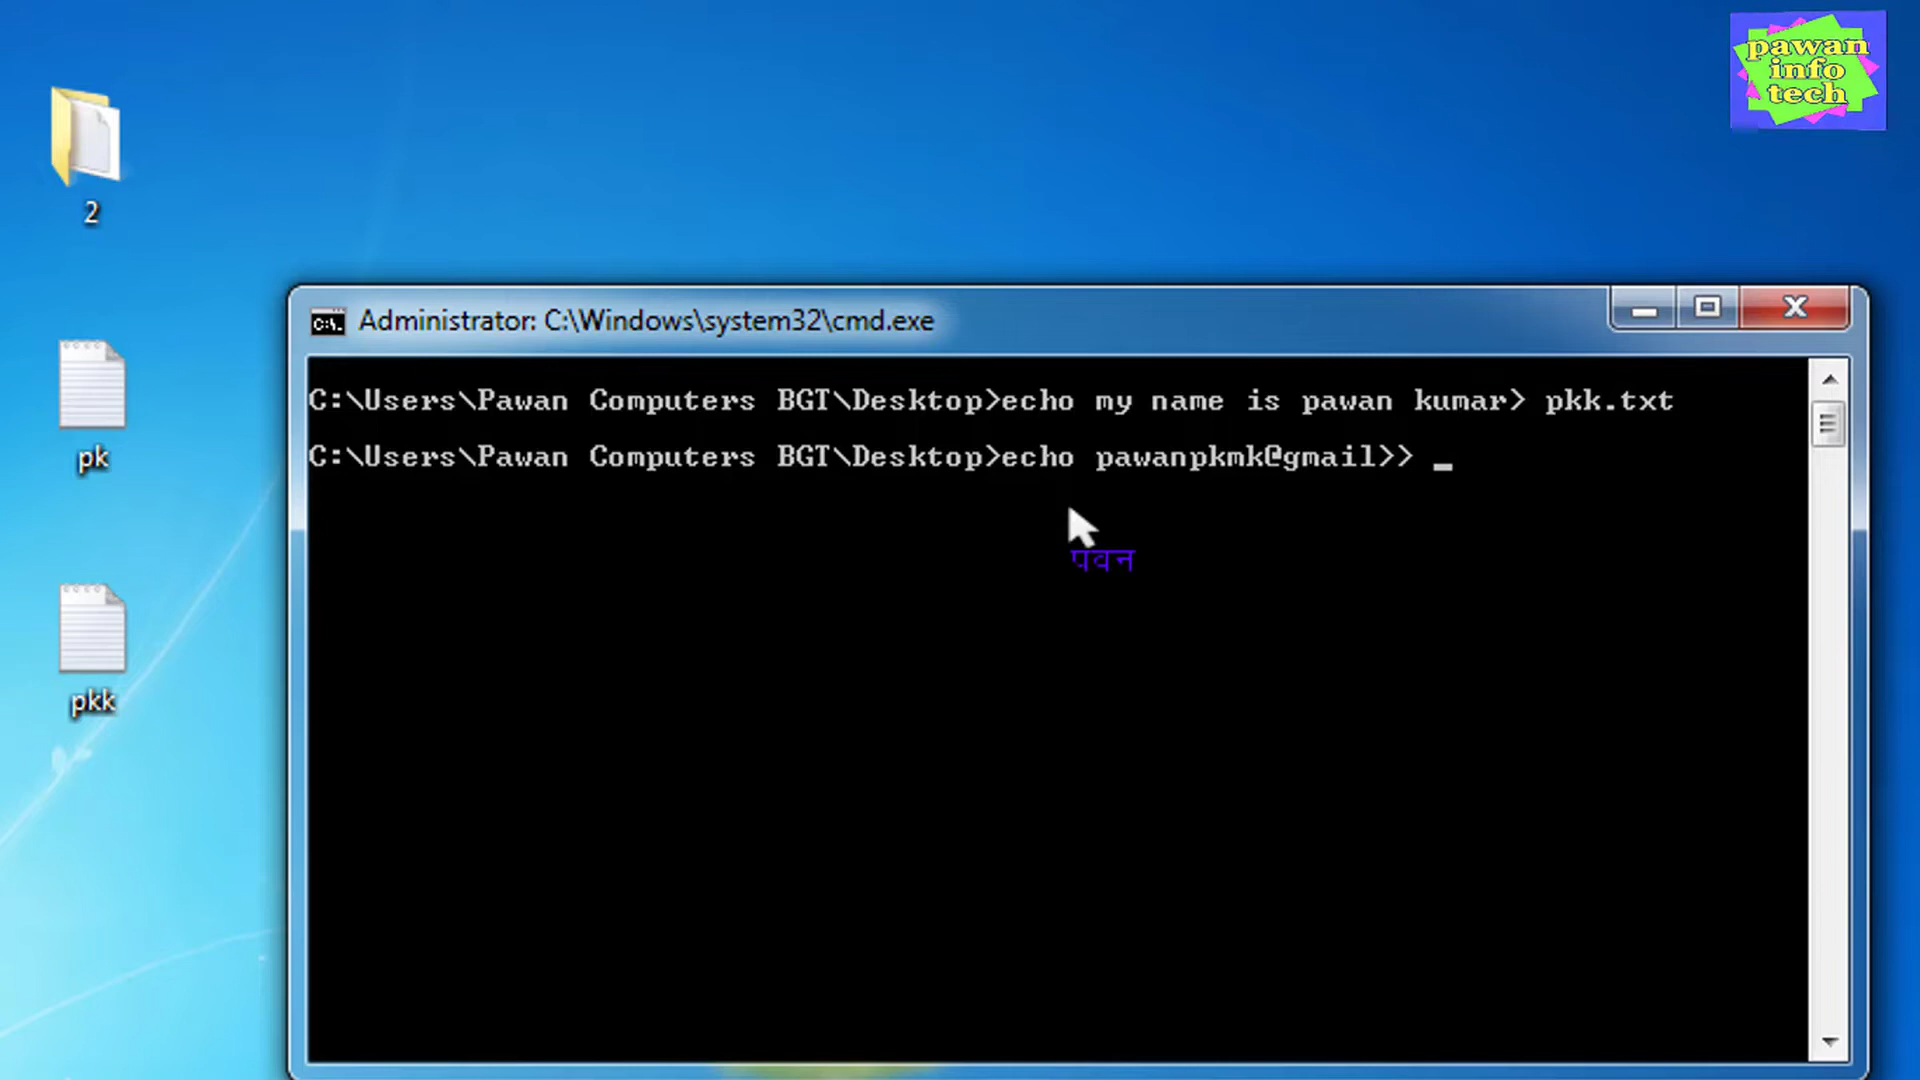 pawan
info
tech
2
pk
pkk
Administrator: C:\Windows\system32\cmd.exe
C:\Users\Pawan Computers BGT\Desktop>echo my name is pawan kumar> pkk.txt
C:\Users\Pawan Computers BGT\Desktop>echo pawanpkmk@gmail>> _
पवन